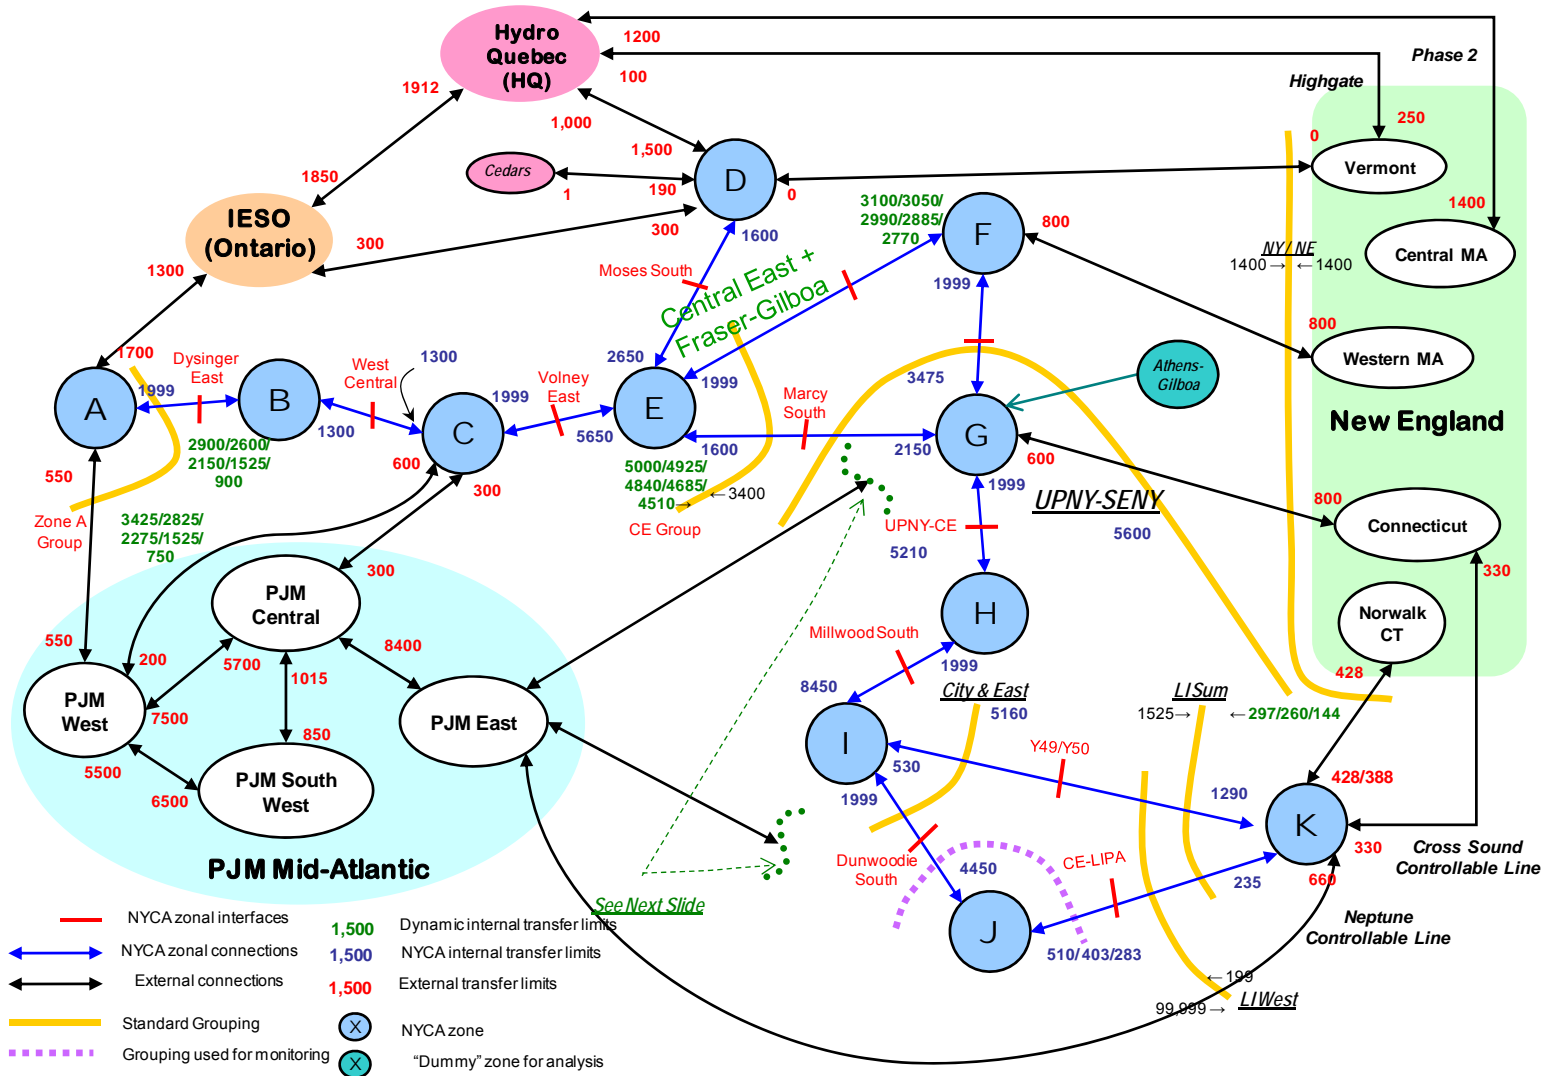 Hydro
Quebec
(HQ)
1200
100
1912
Phase 2
Highgate
250
0
Vermont
1400
Central MA
NY/ NE
1400→ ←1400
800
Western MA
New England
800
Connecticut
330
Norwalk
CT
428
1,000
1,500
Cedars
1
190
D
0
300
1600
1850
IESO
(Ontario)
300
1300
Moses South
Central East +
Fraser-Gilboa
3100/3050/
2990/2885/
2770
F
800
1999
1700
Dysinger
East
1999
A
B
West
Central
1300
1300
1999
C
Volney
East
5650
2650
E
1999
1600
Marcy
South
3475
Athens-
Gilboa
G
2150
600
1999
2900/2600/
2150/1525/
900
550
600
300
5000/4925/
4840/4685/
4510→
←3400
CE Group
Zone A
Group
3425/2825/
2275/1525/
750
UPNY-CE
5210
UPNY-SENY
5600
H
Millwood South
1999
8450
City & East
5160
LI Sum
1525→
←297/260/144
I
530
1999
Y49/Y50
1290
428/388
K
330
660
Cross Sound
Controllable Line
Dunwoodie
South
4450
CE-LIPA
235
J
510/403/283
Neptune
Controllable Line
←199
99,999→
LI West
PJM
Central
300
8400
550
200
5700
1015
PJM
West
7500
850
PJM East
5500
6500
PJM South
West
PJM Mid-Atlantic
See Next Slide
NYCA zonal interfaces
NYCA zonal connections
External connections
Standard Grouping
Grouping used for monitoring
1,500 Dynamic internal transfer limits
1,500 NYCA internal transfer limits
1,500 External transfer limits
X NYCA zone
X "Dummy" zone for analysis